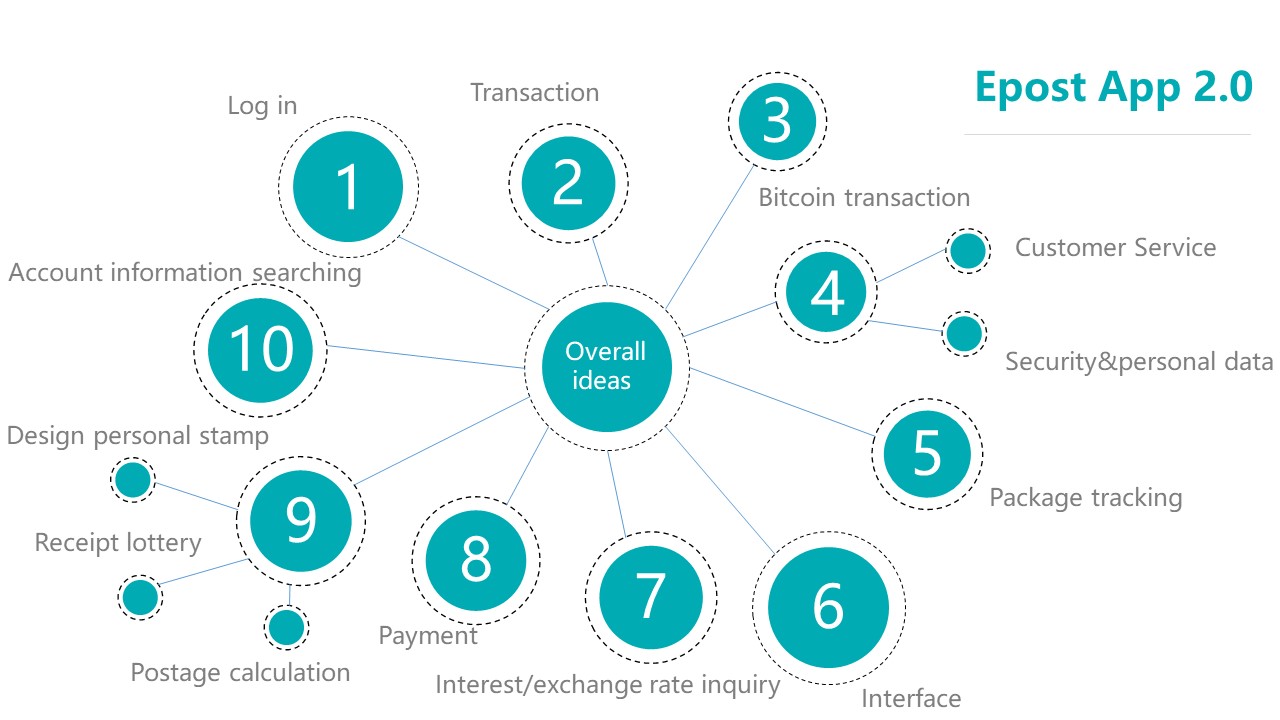 Epost App 2.0
Log in
1
Transaction
2
3
Bitcoin transaction
4
Customer Service
Security&personal data
5
Package tracking
6
Interface
7
Interest/exchange rate inquiry
8
Payment
9
Design personal stamp
Receipt lottery
Postage calculation
Account information searching
10
Overall
ideas